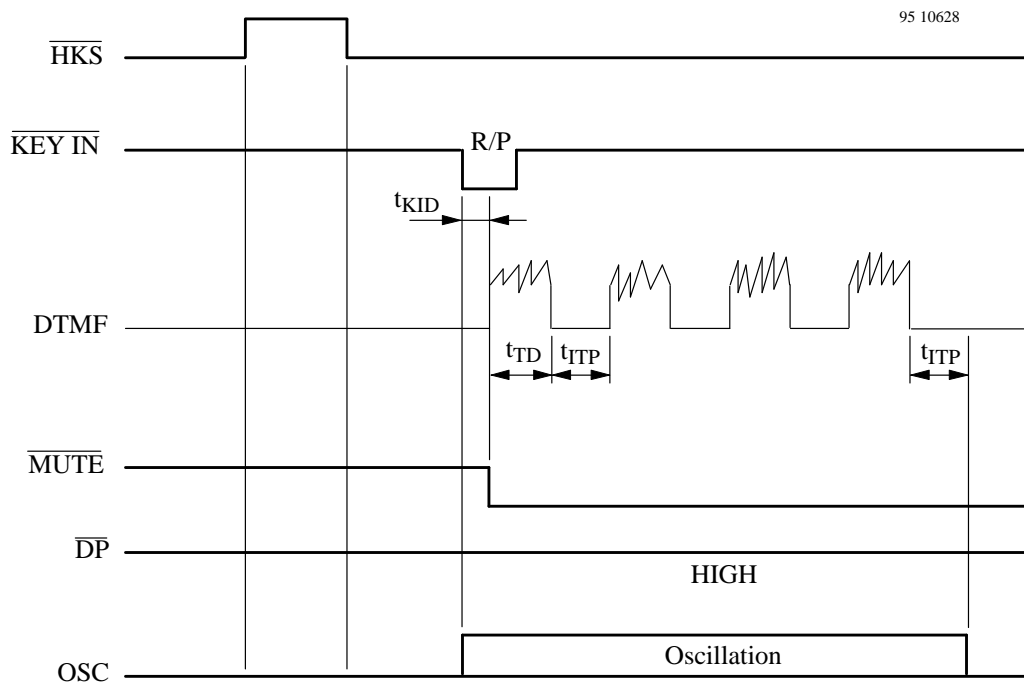 95 10628
HKS
KEY IN
R/P
tKID
DTMF
tTD tITP tITP
MUTE
DP
HIGH
Oscillation
OSC